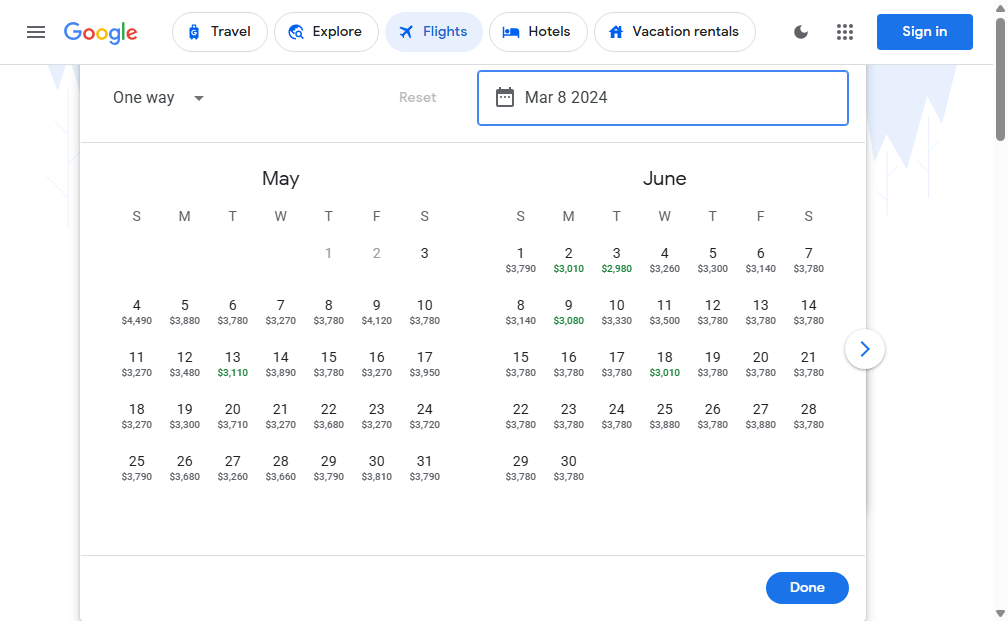 Google Travel Explore Flights Hotels Vacation rentals Sign in
One way Reset Mar 8 2024
May
S M T W T F S
1 2 3
4 5 6 7 8 9 10
$4,490 $3,880 $3,780 $3,270 $3,780 $4,120 $3,780
11 12 13 14 15 16 17
$3,270 $3,480 $3,110 $3,890 $3,780 $3,270 $3,950
18 19 20 21 22 23 24
$3,270 $3,300 $3,710 $3,270 $3,680 $3,270 $3,720
25 26 27 28 29 30 31
$3,790 $3,680 $3,260 $3,660 $3,790 $3,810 $3,790
June
S M T W T F S
1 2 3 4 5 6 7
$3,790 $3,010 $2,980 $3,260 $3,300 $3,140 $3,780
8 9 10 11 12 13 14
$3,140 $3,080 $3,330 $3,500 $3,780 $3,780 $3,780
15 16 17 18 19 20 21
$3,780 $3,780 $3,780 $3,010 $3,780 $3,780 $3,780
22 23 24 25 26 27 28
$3,780 $3,780 $3,780 $3,880 $3,780 $3,880 $3,780
29 30
$3,780 $3,780
Done